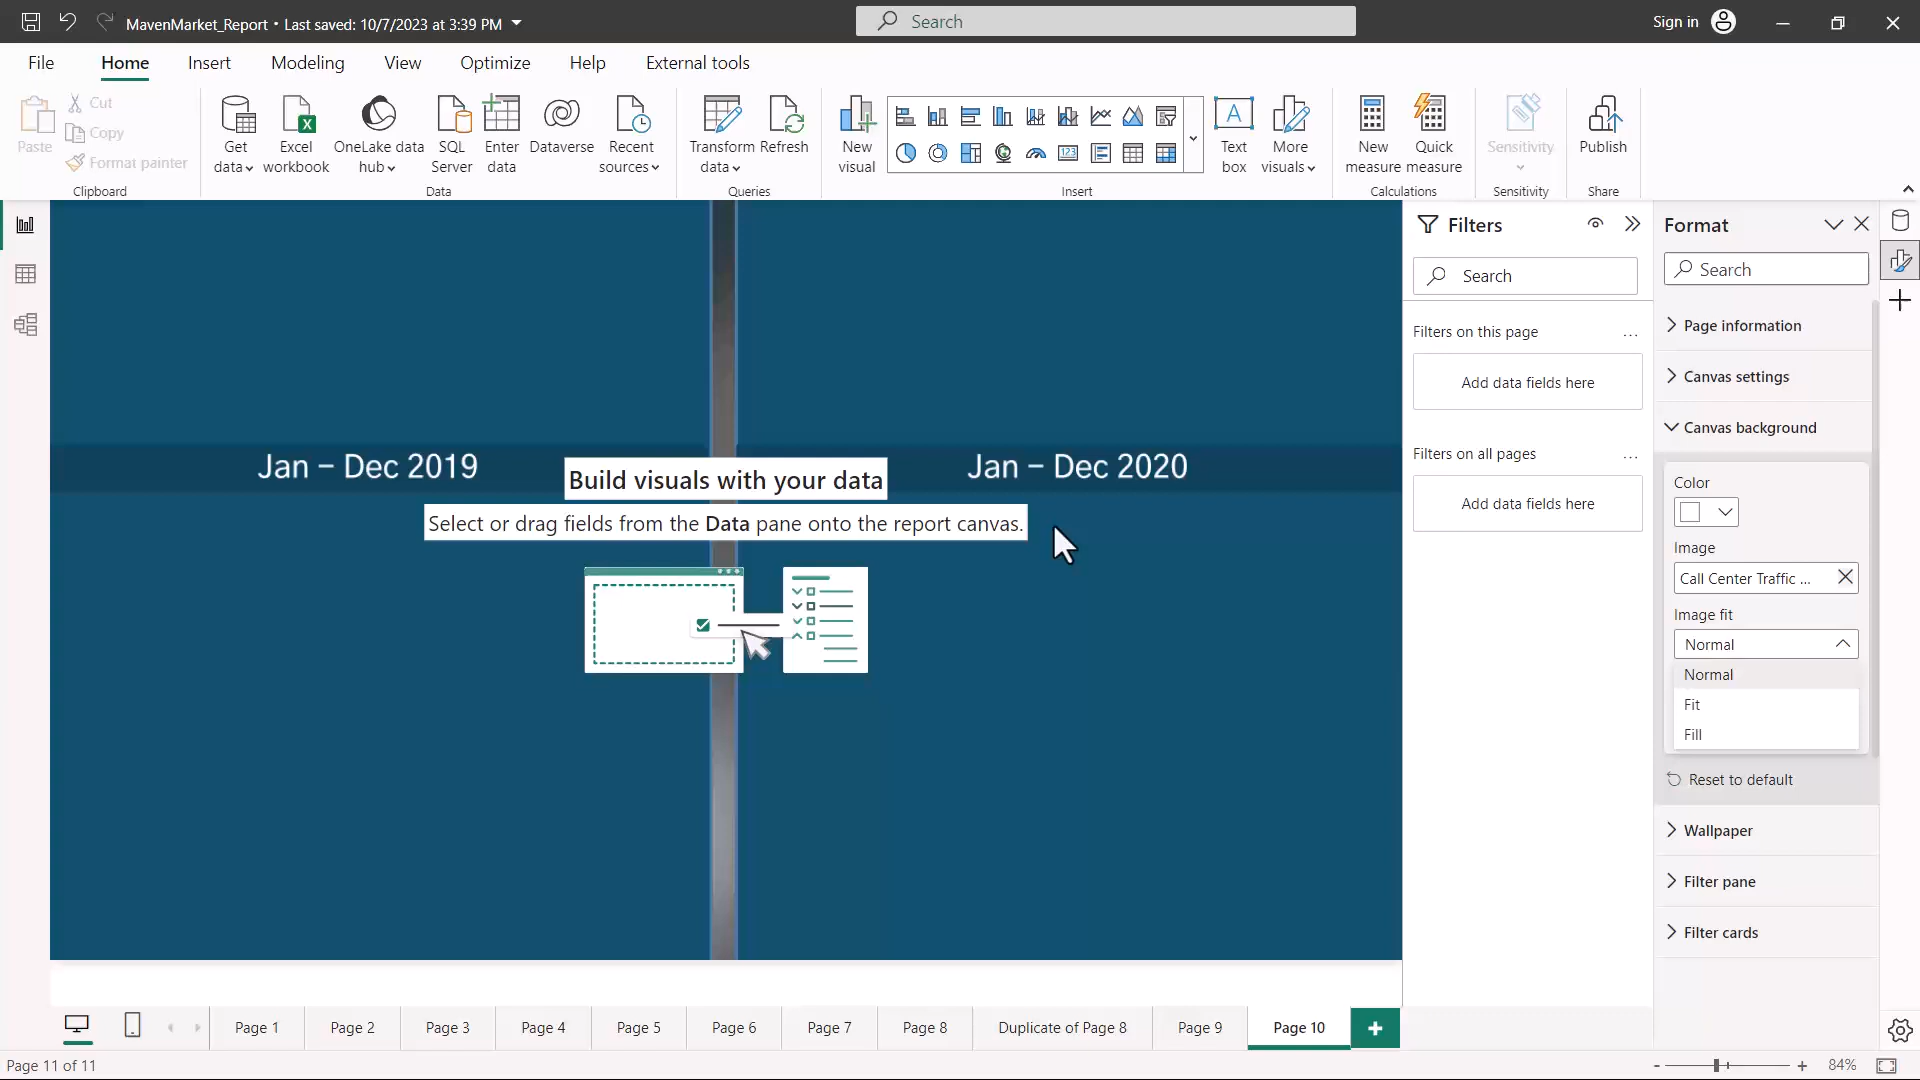 MavenMarket_Report • Last saved: 10/7/2023 at 3:39 PM
Search
Sign in
File
Home
Insert
Modeling
View
Optimize
Help
External tools
Paste
Cut
Copy
Format painter
Clipboard
Get
data
Excel
workbook
OneLake data
hub
SQL
Server
Enter
data
Dataverse
Recent
sources
Data
Transform
data
Refresh
Queries
New
visual
123
A
Text
box
More
visuals
Insert
New
measure
Quick
measure
Calculations
Sensitivity
Sensitivity
Publish
Share
Jan – Dec 2019
Jan – Dec 2020
Build visuals with your data
Select or drag fields from the Data pane onto the report canvas.
Filters
Search
Filters on this page
...
Add data fields here
Filters on all pages
...
Add data fields here
Format
Search
Page information
Canvas settings
Canvas background
Color
Image
Call Center Traffic ...
Image fit
Normal
Normal
Fit
Fill
Reset to default
Wallpaper
Filter pane
Filter cards
Page 1
Page 2
Page 3
Page 4
Page 5
Page 6
Page 7
Page 8
Duplicate of Page 8
Page 9
Page 10
+
Page 11 of 11
-
+
84%